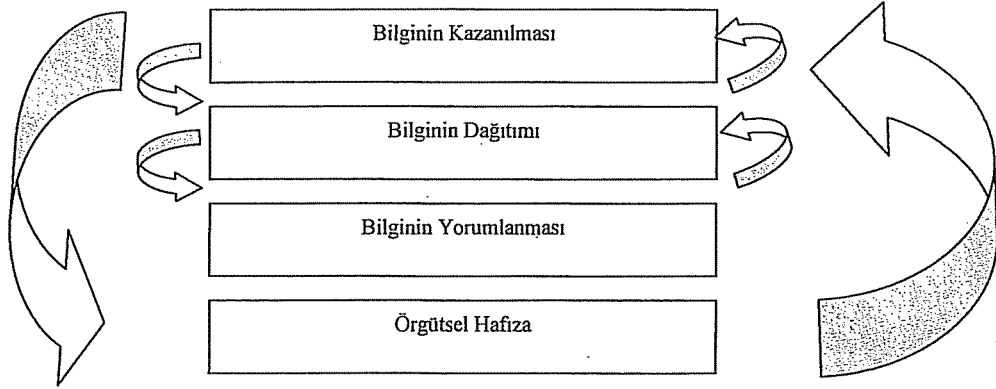 Bilginin Kazanılması
Bilginin Dağıtımı
Bilginin Yorumlanması
Örgütsel Hafıza